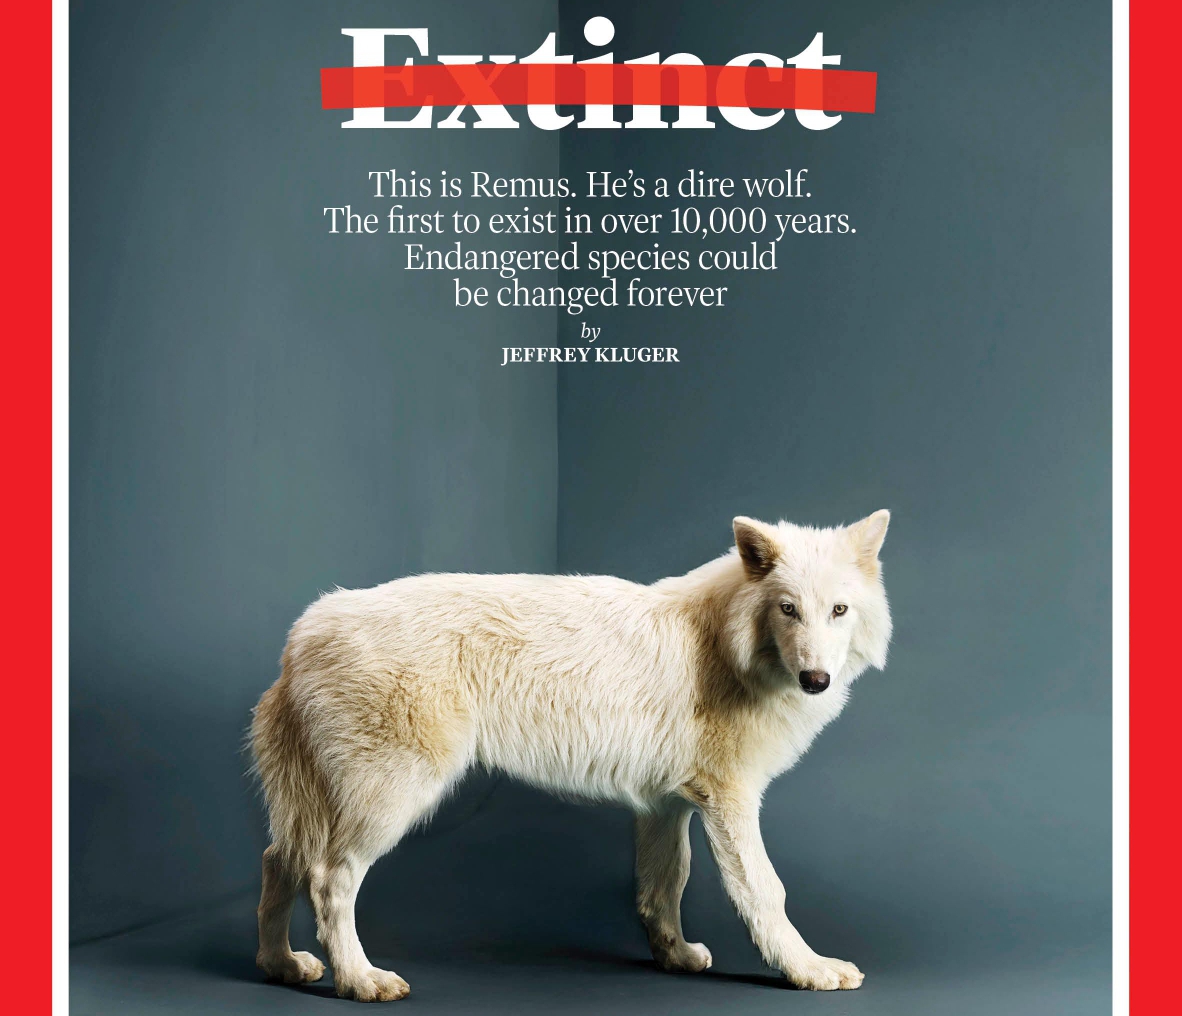 Extinct
This is Remus. He’s a dire wolf.
The first to exist in over 10,000 years.
Endangered species could
be changed forever
by
JEFFREY KLUGER